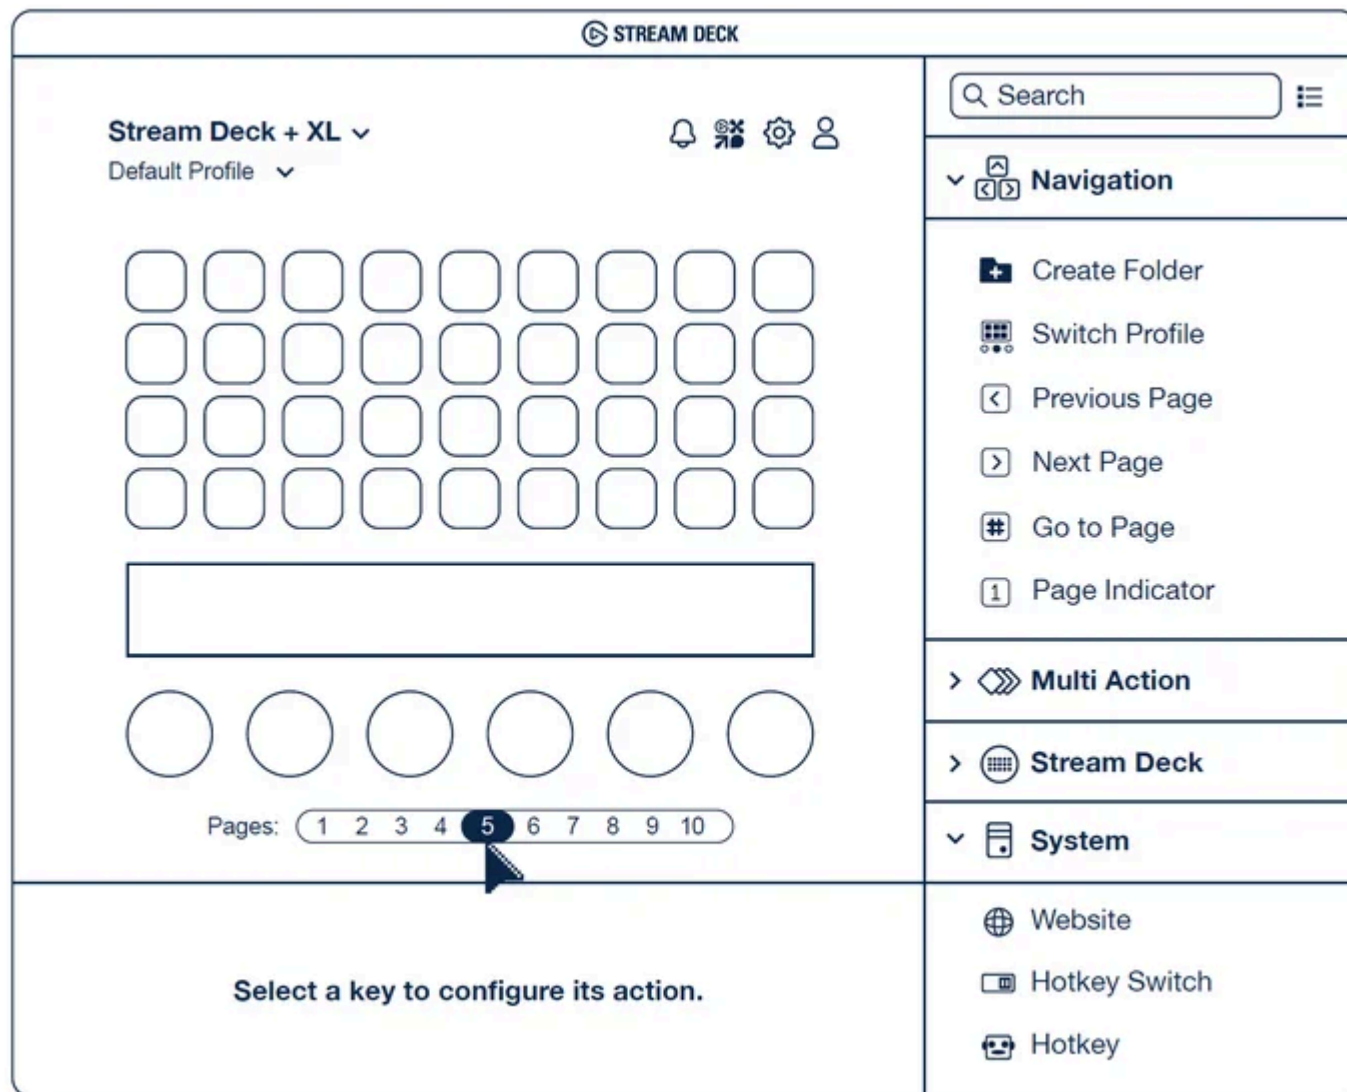 STREAM DECK
Stream Deck + XL
Default Profile
Pages: 1 2 3 4 5 6 7 8 9 10
Select a key to configure its action.
Search
Navigation
Create Folder
Switch Profile
Previous Page
Next Page
# Go to Page
1 Page Indicator
Multi Action
Stream Deck
System
Website
Hotkey Switch
Hotkey